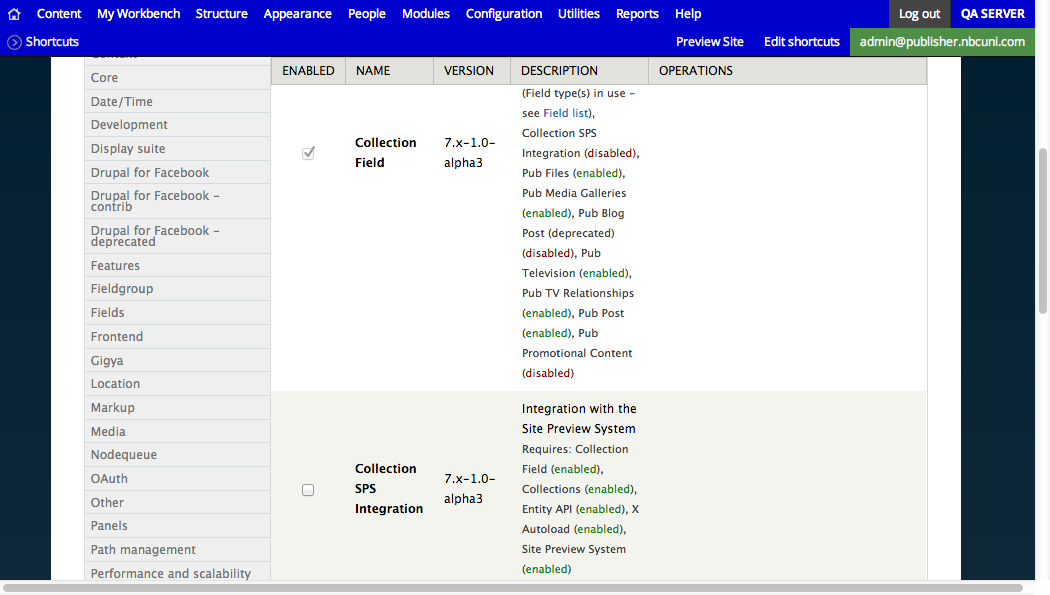 Content My Workbench Structure Appearance People Modules Configuration Utilities Reports Help Log out QA SERVER
Shortcuts Preview Site Edit shortcuts admin@publisher.nbcuni.com
Core
Date/Time
Development
Display suite
Drupal for Facebook
Drupal for Facebook -
contrib
Drupal for Facebook -
deprecated
Features
Fieldgroup
Fields
Frontend
Gigya
Location
Markup
Media
Nodequeue
OAuth
Other
Panels
Path management
Performance and scalability
ENABLED NAME VERSION DESCRIPTION OPERATIONS
Collection
Field
7.x-1.0-
alpha3
(Field type(s) in use –
see Field list),
Collection SPS
Integration (disabled),
Pub Files (enabled),
Pub Media Galleries
(enabled), Pub Blog
Post (deprecated)
(disabled), Pub
Television (enabled),
Pub TV Relationships
(enabled), Pub Post
(enabled), Pub
Promotional Content
(disabled)
Collection
SPS
Integration
7.x-1.0-
alpha3
Integration with the
Site Preview System
Requires: Collection
Field (enabled),
Collections (enabled),
Entity API (enabled), X
Autoload (enabled),
Site Preview System
(enabled)